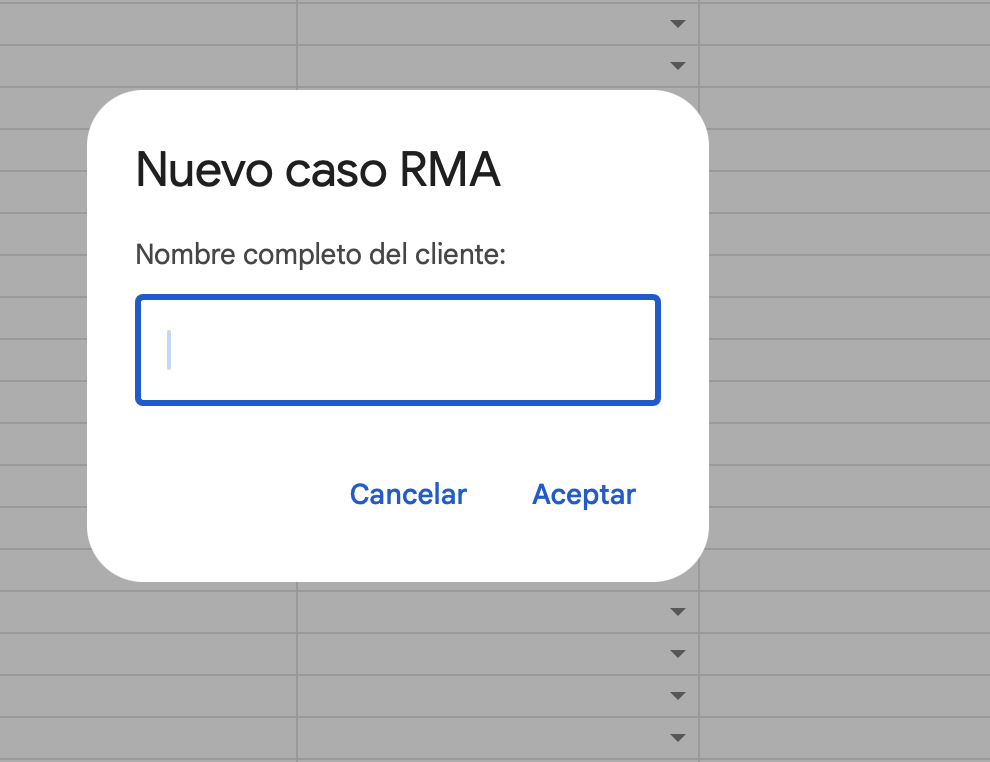 Nuevo caso RMA
Nombre completo del cliente:
Cancelar Aceptar